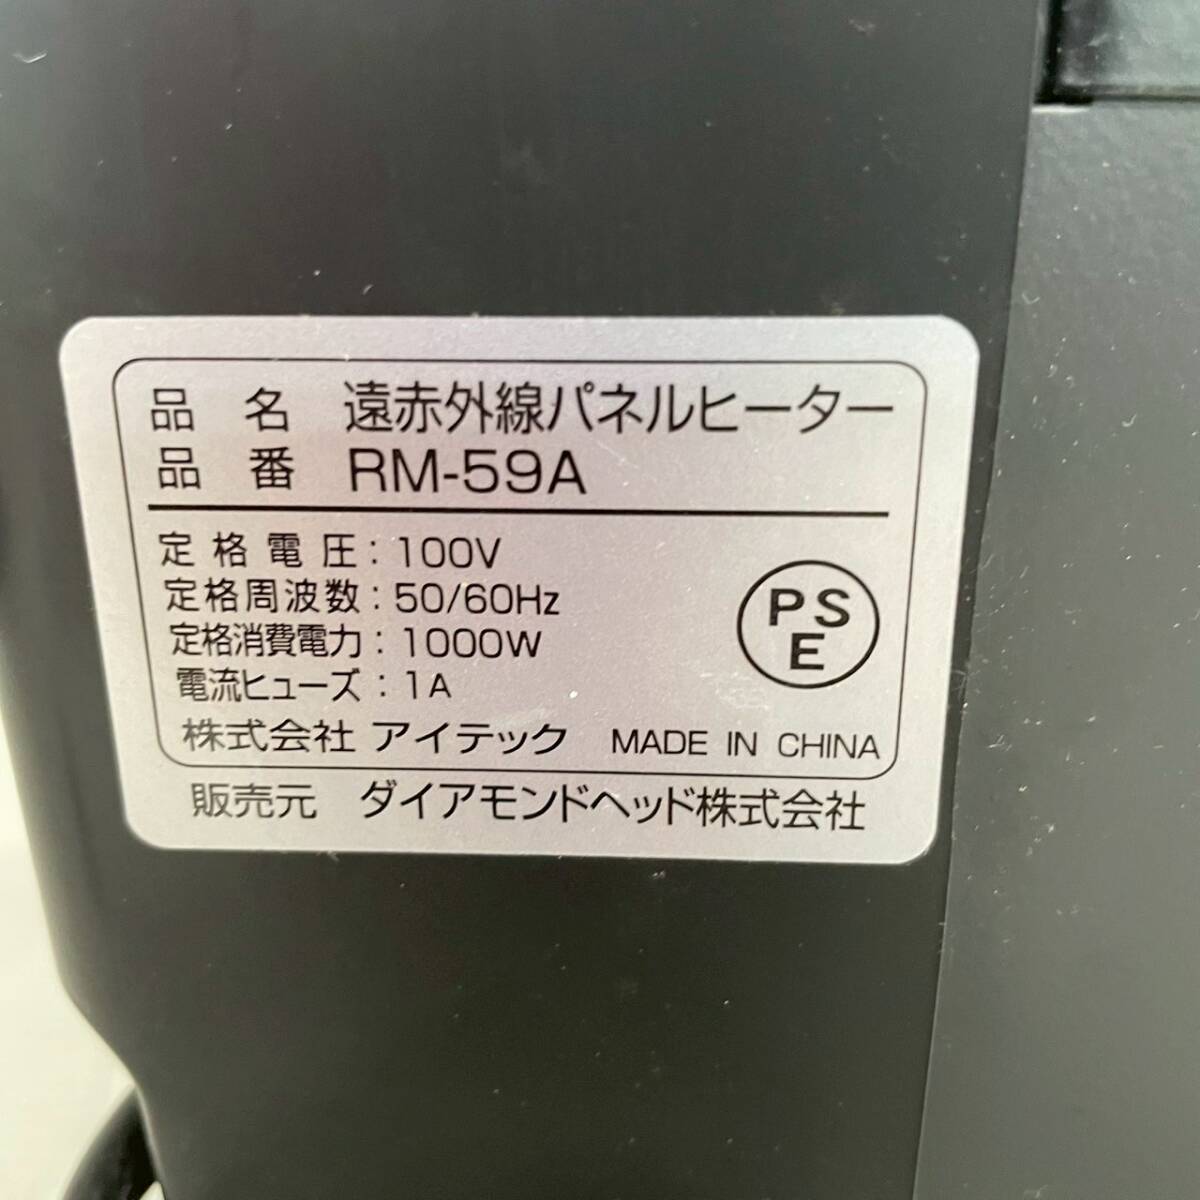 品名 遠赤外線パネルヒーター
品番 RM-59A
定格電圧：100V
定格周波数：50/60Hz
定格消費電力：1000W
電流ヒューズ：1A
PS
E
株式会社 アイテック MADE IN CHINA
販売元 ダイアモンドヘッド株式会社